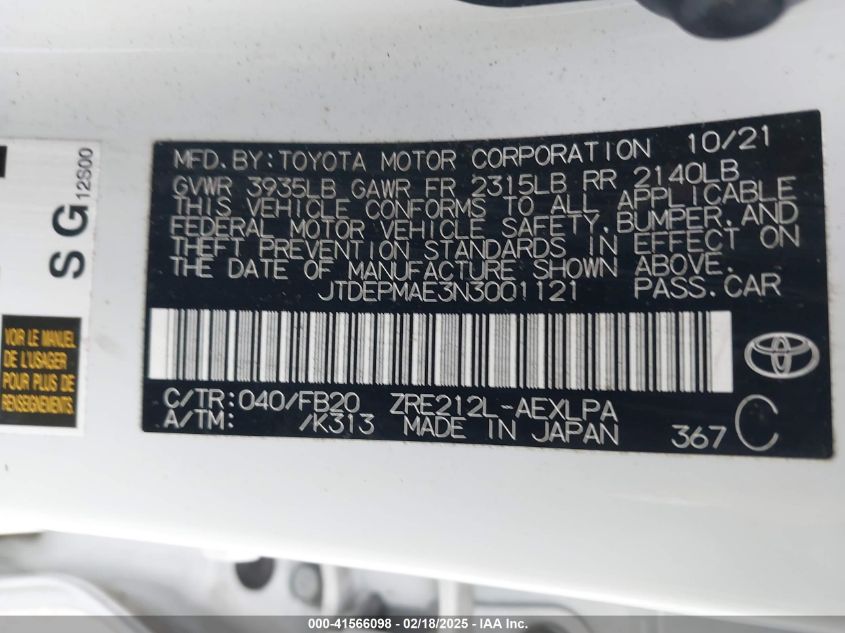 MFD. BY: TOYOTA MOTOR CORPORATION 10/21
GVWR 3935LB GAWR FR 2315LB RR 2140LB
THIS VEHICLE CONFORMS TO ALL APPLICABLE
FEDERAL MOTOR VEHICLE SAFETY, BUMPER, AND
THEFT PREVENTION STANDARDS IN EFFECT ON
THE DATE OF MANUFACTURE SHOWN ABOVE.
JTDEPMAE3N3001121 PASS. CAR
C/TR: 040/FB20 ZRE212L-AEXLPA
A/TM: /K313 MADE IN JAPAN 367 C
SG 12S00
VOIR LE MANUEL
DE L'USAGER
POUR PLUS DE
RENSEIGNEMENTS.
000-41566098 - 02/18/2025 - IAA Inc.